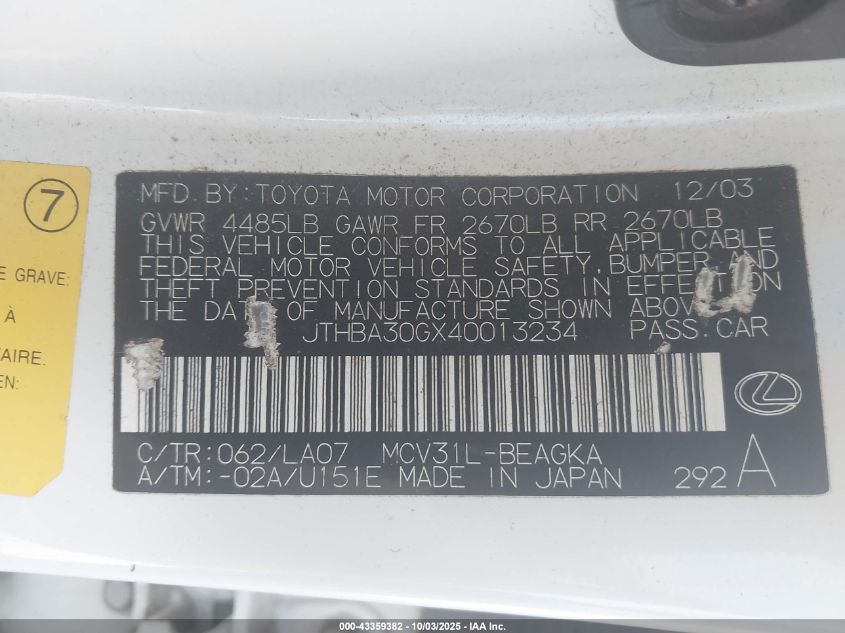 7
E GRAVE:
À
AIRE.
EN:
MFD. BY: TOYOTA MOTOR CORPORATION 12/03
GVWR 4485LB GAWR FR 2670LB RR 2670LB
THIS VEHICLE CONFORMS TO ALL APPLICABLE
FEDERAL MOTOR VEHICLE SAFETY, BUMPER, AND
THEFT PREVENTION STANDARDS IN EFFECT ON
THE DATE OF MANUFACTURE SHOWN ABOVE.
JTHBA30GX40013234 PASS. CAR
C/TR: 062/LA07 MCV31L-BEAGKA
A/TM: -02A/U151E MADE IN JAPAN 292 A
000-43359382 - 10/03/2025 - IAA Inc.